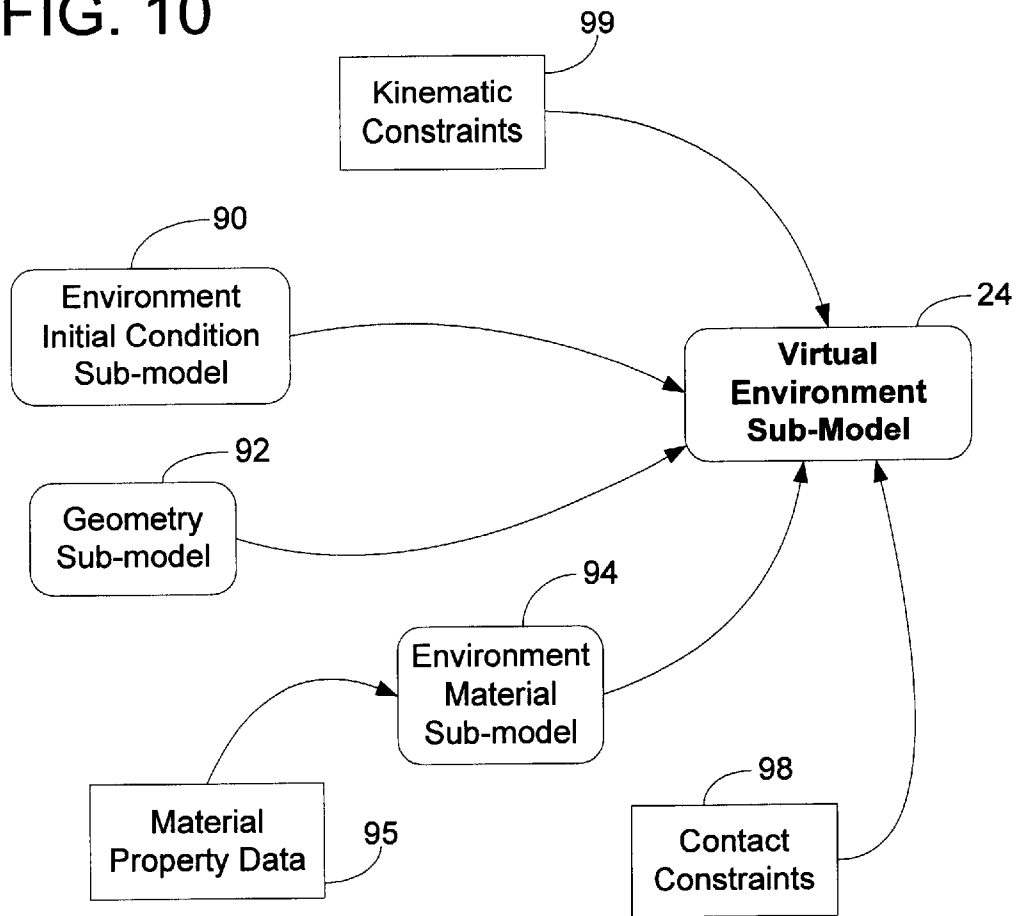 FIG. 10
99
Kinematic
Constraints
90
Environment
Initial Condition
Sub-model
24
Virtual
Environment
Sub-Model
92
Geometry
Sub-model
94
Environment
Material
Sub-model
Material
Property Data
95
98
Contact
Constraints